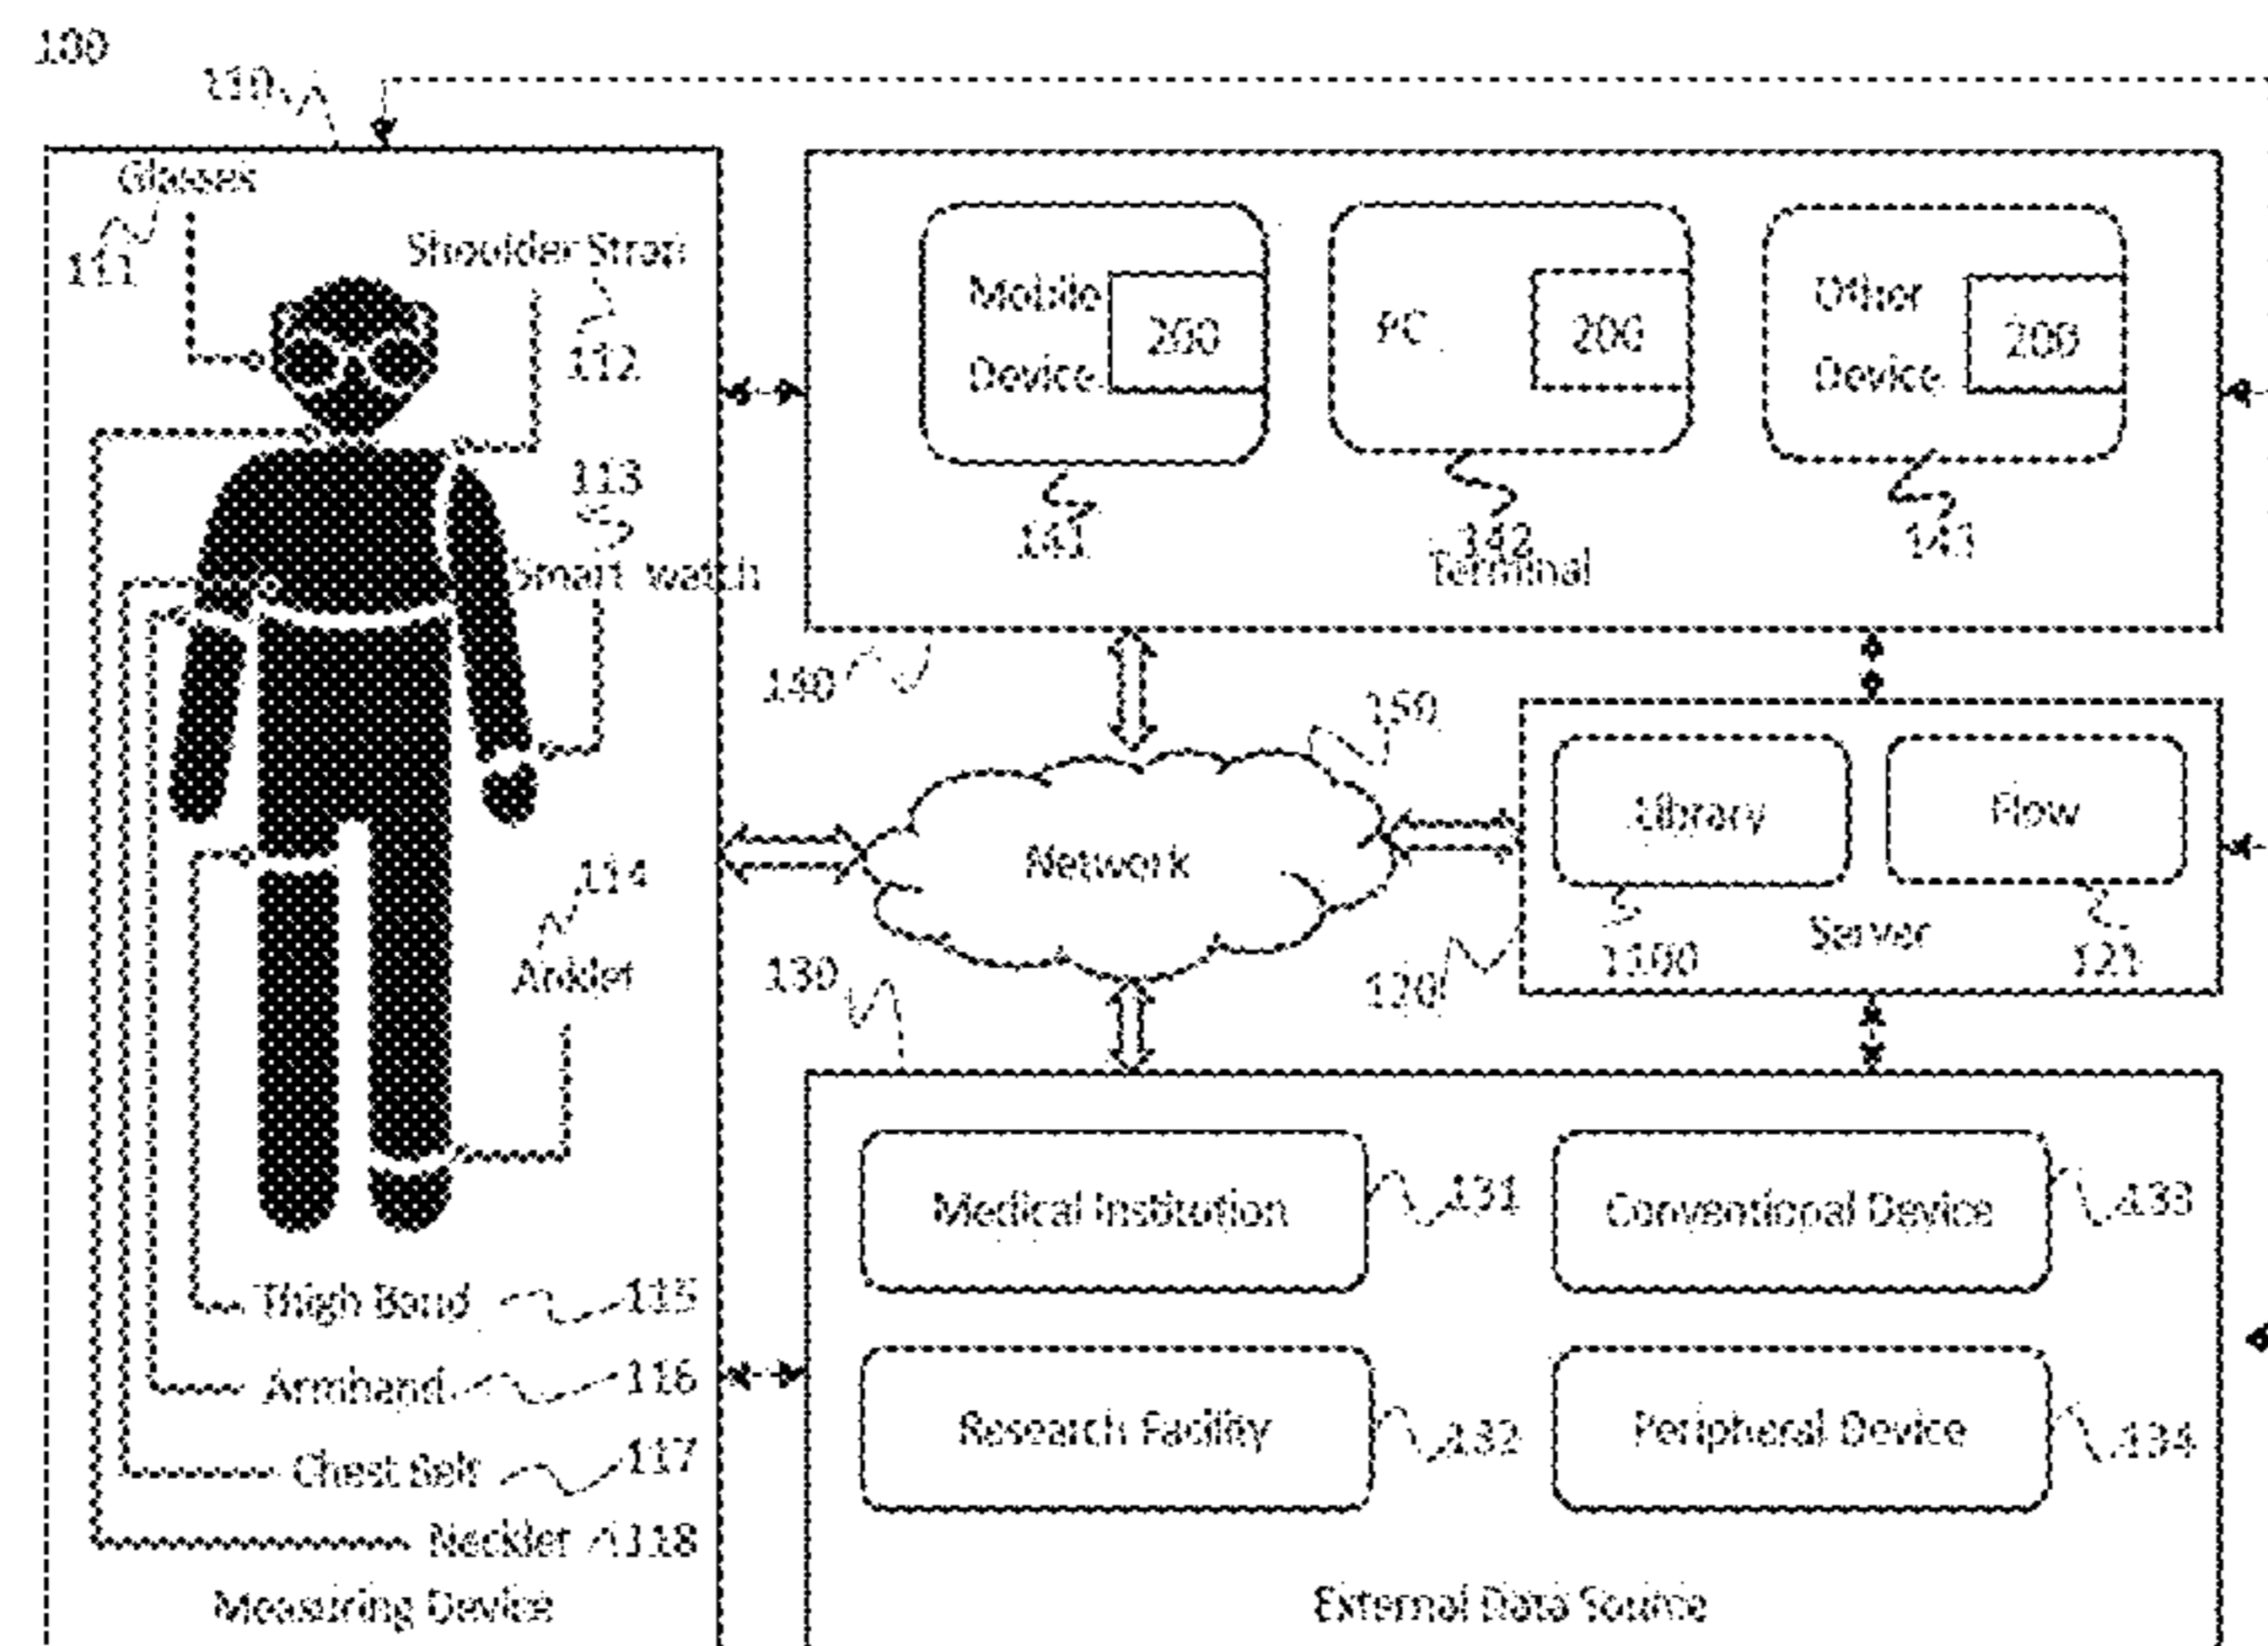 100
110
Glasses
111
Shoulder Strap
112
113
Smart watch
114
Anklet
Thigh Band 115
Armband 116
Chest Belt 117
Necklet 118
Measuring Device
Mobile
Device
200
141
PC
200
142
Other
Device
200
143
Terminal
140
150
Network
Library
1100
Flow
121
Server
120
130
Medical Institution 131
Conventional Device 133
Research Facility 132
Peripheral Device 134
External Data Source